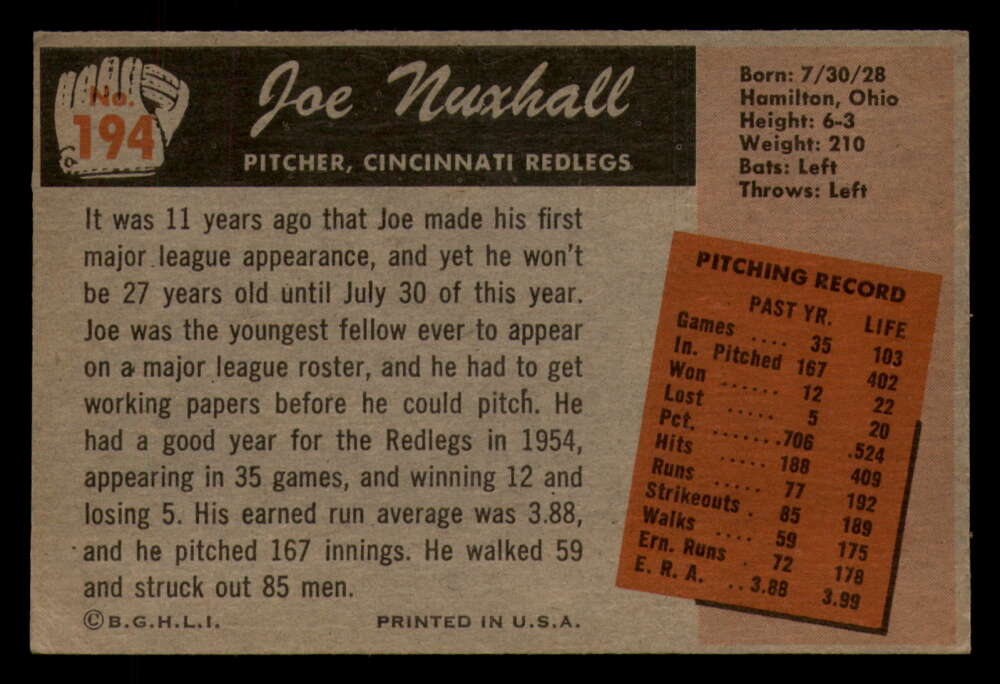 No.
194
Joe Nuxhall
PITCHER, CINCINNATI REDLEGS
Born: 7/30/28
Hamilton, Ohio
Height: 6-3
Weight: 210
Bats: Left
Throws: Left
It was 11 years ago that Joe made his first
major league appearance, and yet he won't
be 27 years old until July 30 of this year.
Joe was the youngest fellow ever to appear
on a major league roster, and he had to get
working papers before he could pitch. He
had a good year for the Redlegs in 1954,
appearing in 35 games, and winning 12 and
losing 5. His earned run average was 3.88,
and he pitched 167 innings. He walked 59
and struck out 85 men.
PITCHING RECORD
PAST YR. LIFE
Games .... 35 103
In. Pitched 167 402
Won ...... 12 22
Lost ..... 5 20
Pct. .......706 .524
Hits ..... 188 409
Runs ..... 77 192
Strikeouts . 85 189
Walks .... 59 175
Ern. Runs . 72 178
E. R. A. .. 3.88 3.99
©B.G.H.L.I. PRINTED IN U.S.A.